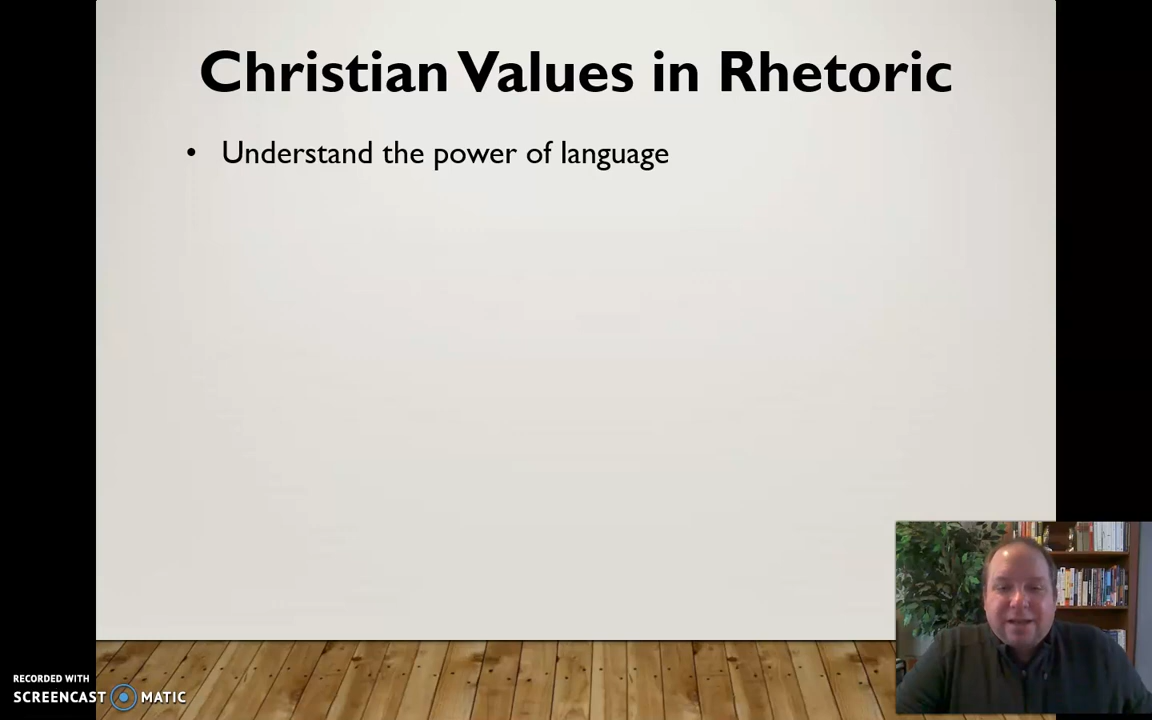 Christian Values in Rhetoric
• Understand the power of language
RECORDED WITH
SCREENCAST MATIC